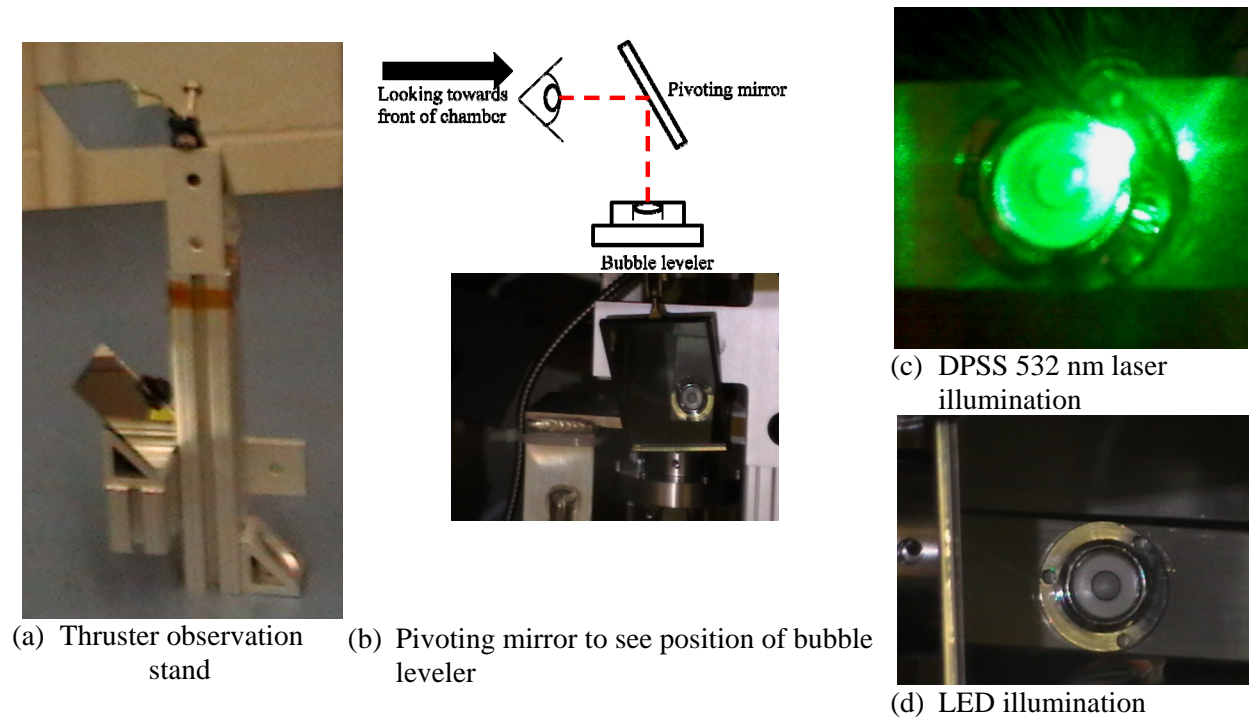 Looking towards
front of chamber
Pivoting mirror
Bubble leveler
(a) Thruster observation
stand
(b) Pivoting mirror to see position of bubble
leveler
(c) DPSS 532 nm laser
illumination
(d) LED illumination